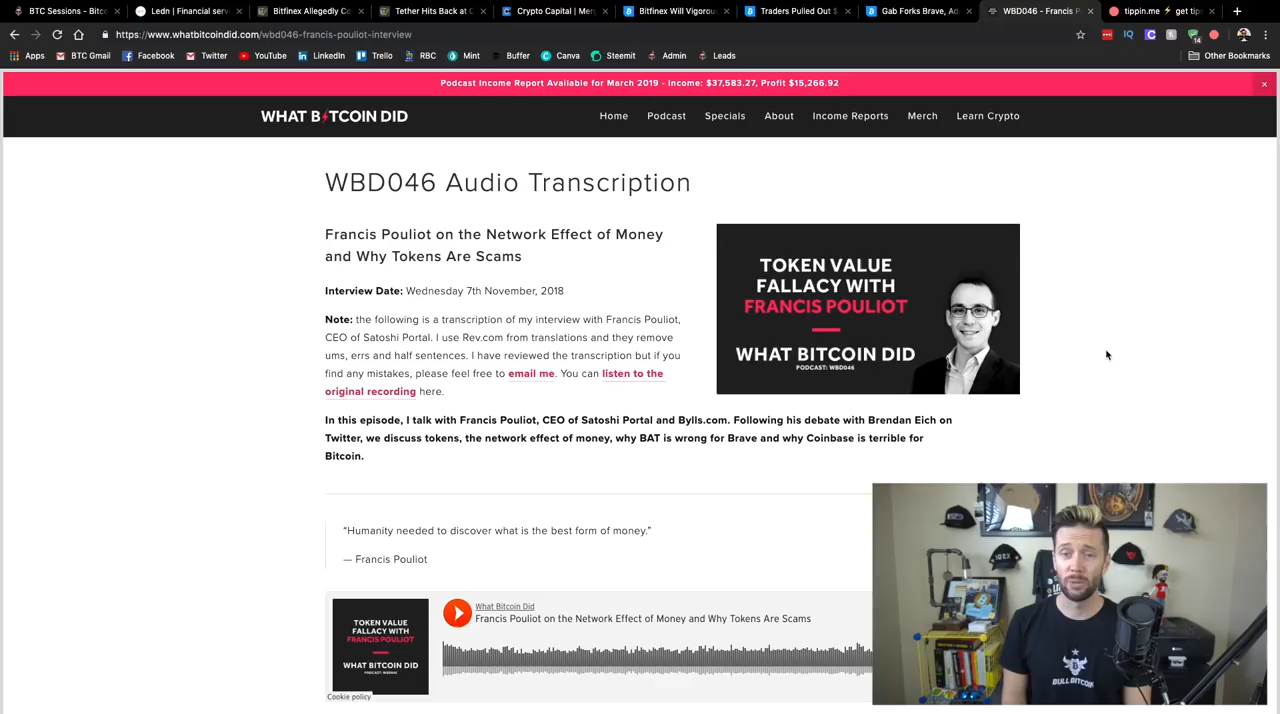 BTC Sessions - Bitc
Ledn | Financial servi
Bitfinex Allegedly Co
Tether Hits Back at C
Crypto Capital | Merg
Bitfinex Will Vigorou
Traders Pulled Out $
Gab Forks Brave, Ad
WBD046 - Francis P
tippin.me ⚡ get tips
https://www.whatbitcoindid.com/wbd046-francis-pouliot-interview
Apps
BTC Gmail
Facebook
Twitter
YouTube
LinkedIn
Trello
RBC
Mint
Buffer
Canva
Steemit
Admin
Leads
Other Bookmarks
Podcast Income Report Available for March 2019 - Income: $37,583.27, Profit $15,266.92
WHAT BITCOIN DID
Home
Podcast
Specials
About
Income Reports
Merch
Learn Crypto
WBD046 Audio Transcription
Francis Pouliot on the Network Effect of Money
and Why Tokens Are Scams
Interview Date: Wednesday 7th November, 2018
Note: the following is a transcription of my interview with Francis Pouliot,
CEO of Satoshi Portal. I use Rev.com from translations and they remove
ums, errs and half sentences. I have reviewed the transcription but if you
find any mistakes, please feel free to email me. You can listen to the
original recording here.
TOKEN VALUE
FALLACY WITH
FRANCIS POULIOT
WHAT BITCOIN DID
PODCAST: WBD046
In this episode, I talk with Francis Pouliot, CEO of Satoshi Portal and Bylls.com. Following his debate with Brendan Eich on
Twitter, we discuss tokens, the network effect of money, why BAT is wrong for Brave and why Coinbase is terrible for
Bitcoin.
“Humanity needed to discover what is the best form of money.”
— Francis Pouliot
TOKEN VALUE
FALLACY WITH
FRANCIS POULIOT
WHAT BITCOIN DID
PODCAST: WBD046
Cookie policy
What Bitcoin Did
Francis Pouliot on the Network Effect of Money and Why Tokens Are Scams
BULL BITCOIN